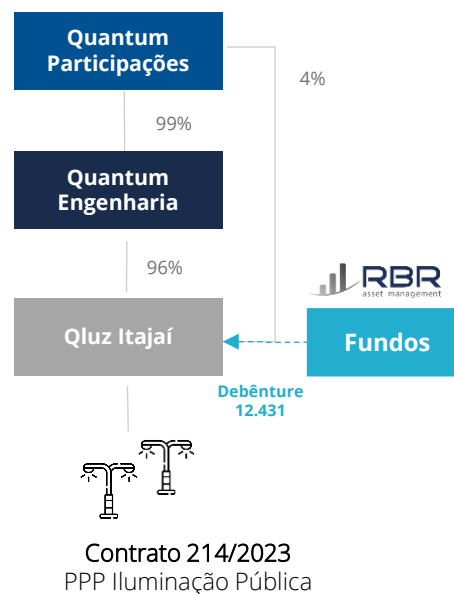 Quantum
Participações
4%
99%
Quantum
Engenharia
96%
RBR
asset management
Qluz Itajaí
Fundos
Debênture
12.431
Contrato 214/2023
PPP Iluminação Pública